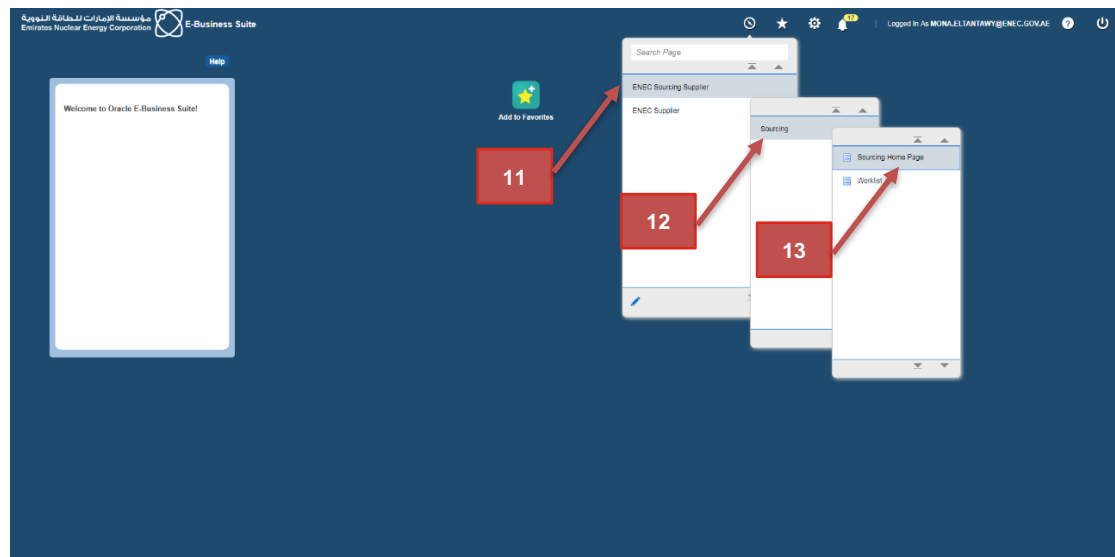 مؤسسة الإمارات للطاقة النووية
Emirates Nuclear Energy Corporation
E-Business Suite
17
Logged In As MONA.ELTANTAWY@ENEC.GOV.AE
?
Help
Welcome to Oracle E-Business Suite!
Add to Favorites
Search Page
ENEC Sourcing Supplier
ENEC Supplier
Sourcing
Sourcing Home Page
Worklist
11
12
13